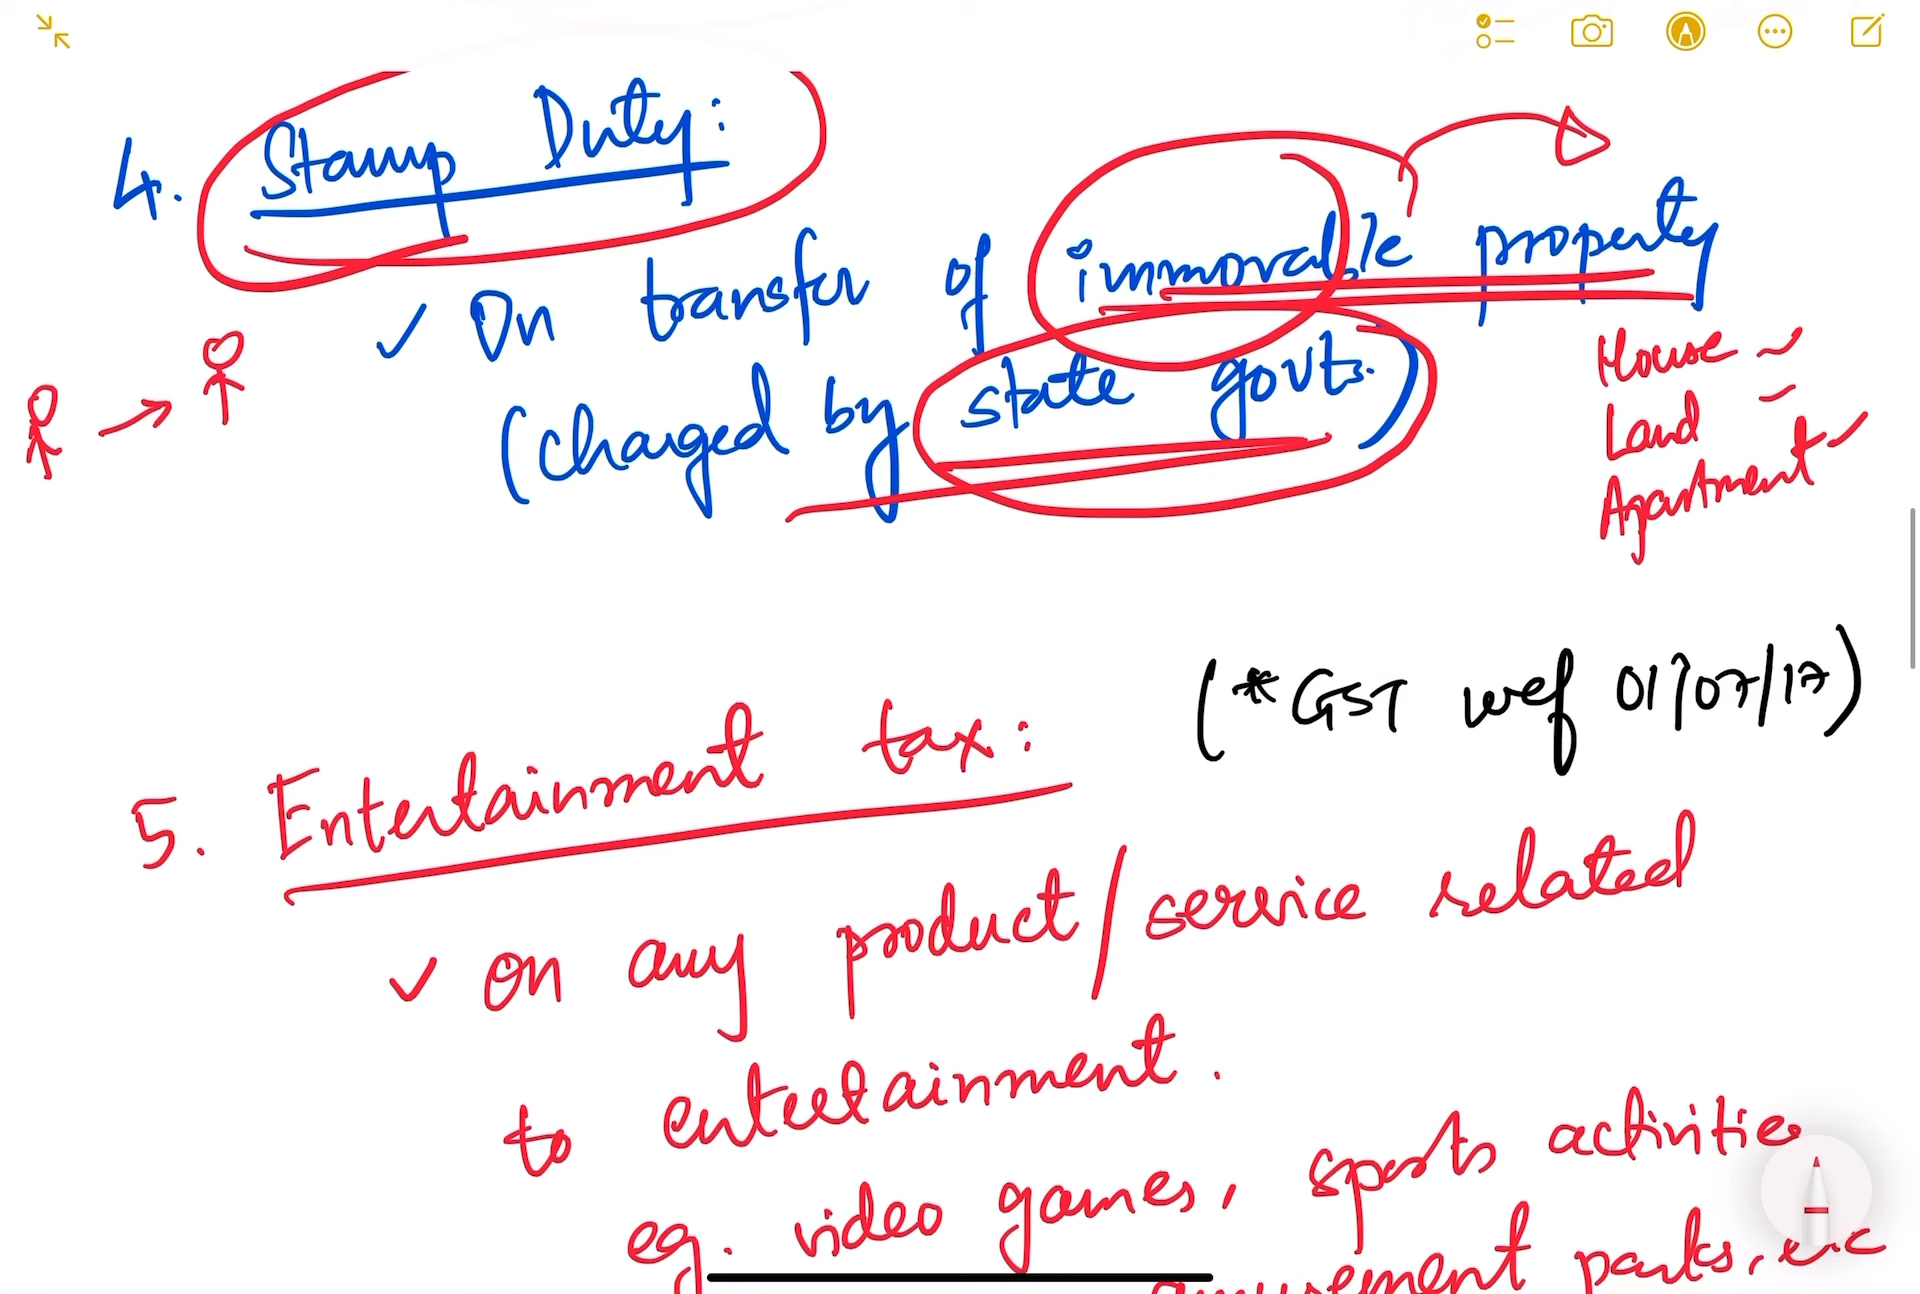 4. Stamp Duty:
✓ On transfer of immovable property
(charged by state govts.)
House
Land
Apartment
(*GST wef 01/07/17)
5. Entertainment tax:
✓ on any product/service related
to entertainment.
eg. video games, sports activities
amusement parks, etc